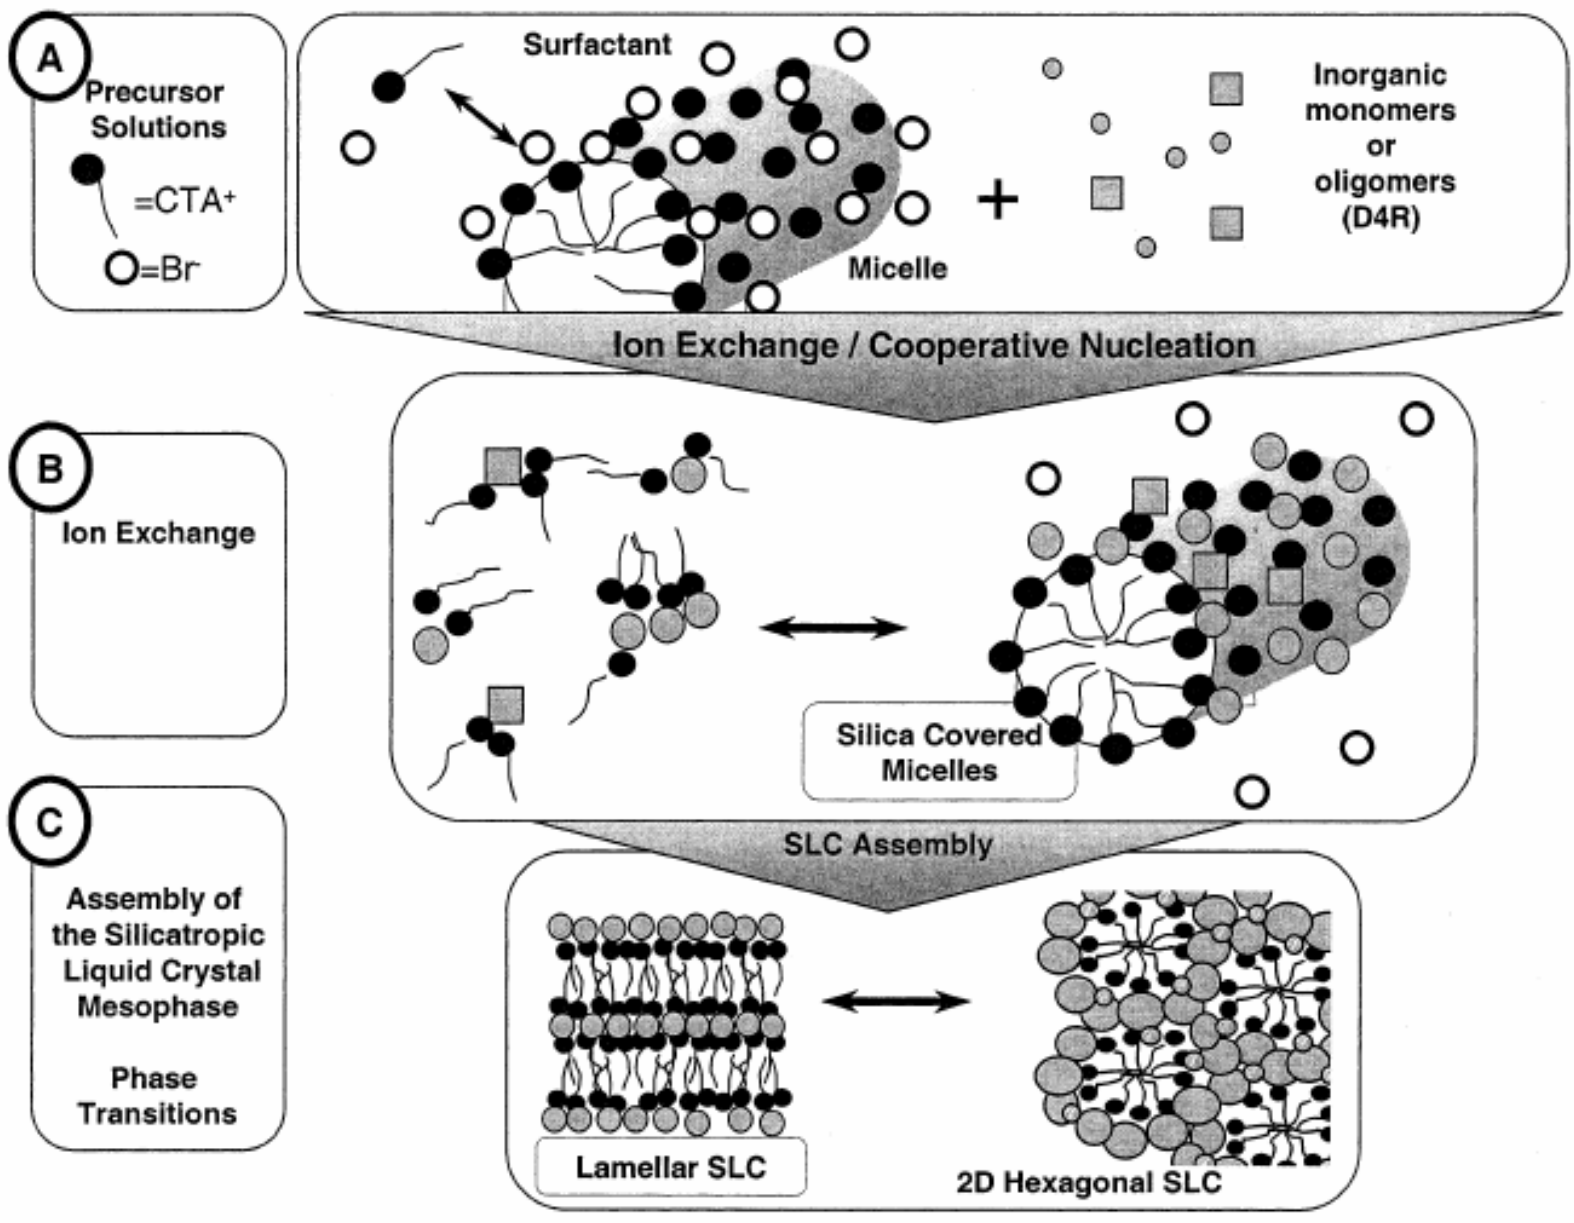 A
Precursor
Solutions
=CTA+
=Br-
Surfactant
Micelle
+
Inorganic
monomers
or
oligomers
(D4R)
Ion Exchange / Cooperative Nucleation
B
Ion Exchange
Silica Covered
Micelles
SLC Assembly
C
Assembly of
the Silicatropic
Liquid Crystal
Mesophase
Phase
Transitions
Lamellar SLC
2D Hexagonal SLC